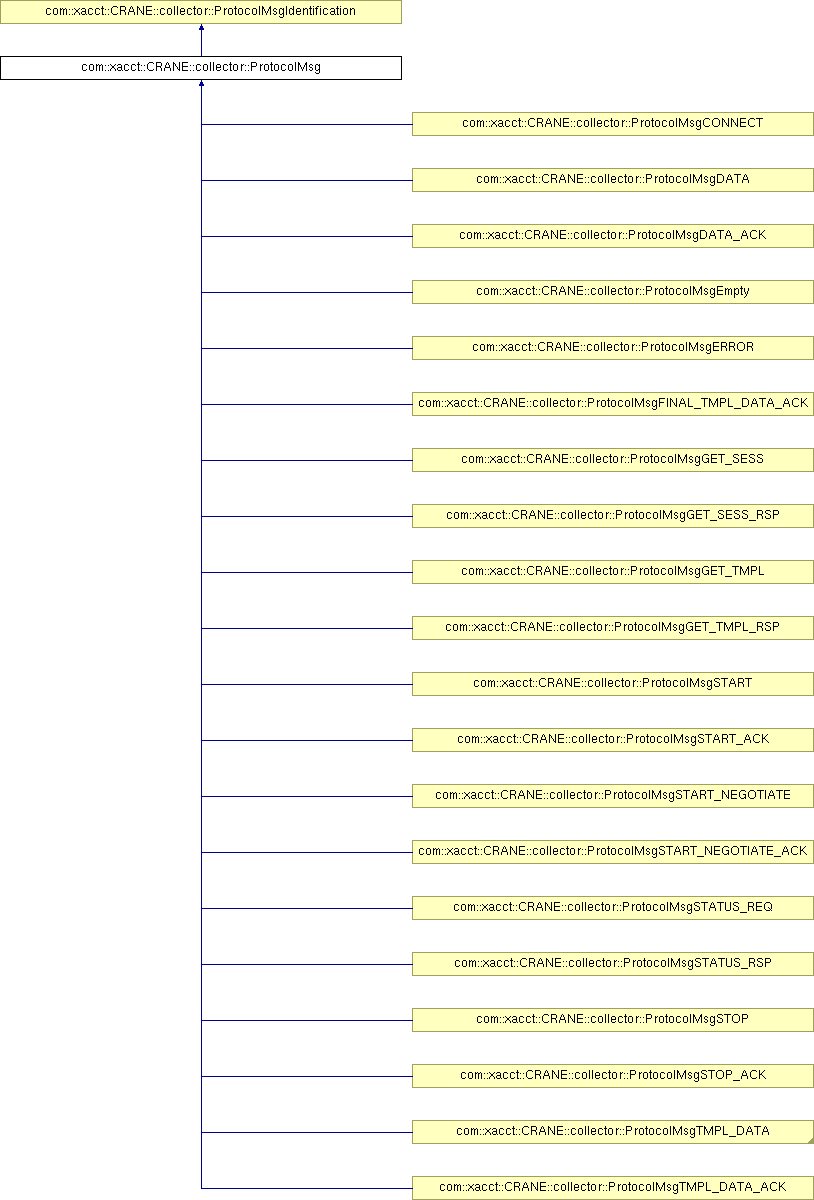 com::xacct::CRANE::collector::ProtocolMsgIdentification
com::xacct::CRANE::collector::ProtocolMsg
com::xacct::CRANE::collector::ProtocolMsgCONNECT
com::xacct::CRANE::collector::ProtocolMsgDATA
com::xacct::CRANE::collector::ProtocolMsgDATA_ACK
com::xacct::CRANE::collector::ProtocolMsgEmpty
com::xacct::CRANE::collector::ProtocolMsgERROR
com::xacct::CRANE::collector::ProtocolMsgFINAL_TMPL_DATA_ACK
com::xacct::CRANE::collector::ProtocolMsgGET_SESS
com::xacct::CRANE::collector::ProtocolMsgGET_SESS_RSP
com::xacct::CRANE::collector::ProtocolMsgGET_TMPL
com::xacct::CRANE::collector::ProtocolMsgGET_TMPL_RSP
com::xacct::CRANE::collector::ProtocolMsgSTART
com::xacct::CRANE::collector::ProtocolMsgSTART_ACK
com::xacct::CRANE::collector::ProtocolMsgSTART_NEGOTIATE
com::xacct::CRANE::collector::ProtocolMsgSTART_NEGOTIATE_ACK
com::xacct::CRANE::collector::ProtocolMsgSTATUS_REQ
com::xacct::CRANE::collector::ProtocolMsgSTATUS_RSP
com::xacct::CRANE::collector::ProtocolMsgSTOP
com::xacct::CRANE::collector::ProtocolMsgSTOP_ACK
com::xacct::CRANE::collector::ProtocolMsgTMPL_DATA
com::xacct::CRANE::collector::ProtocolMsgTMPL_DATA_ACK